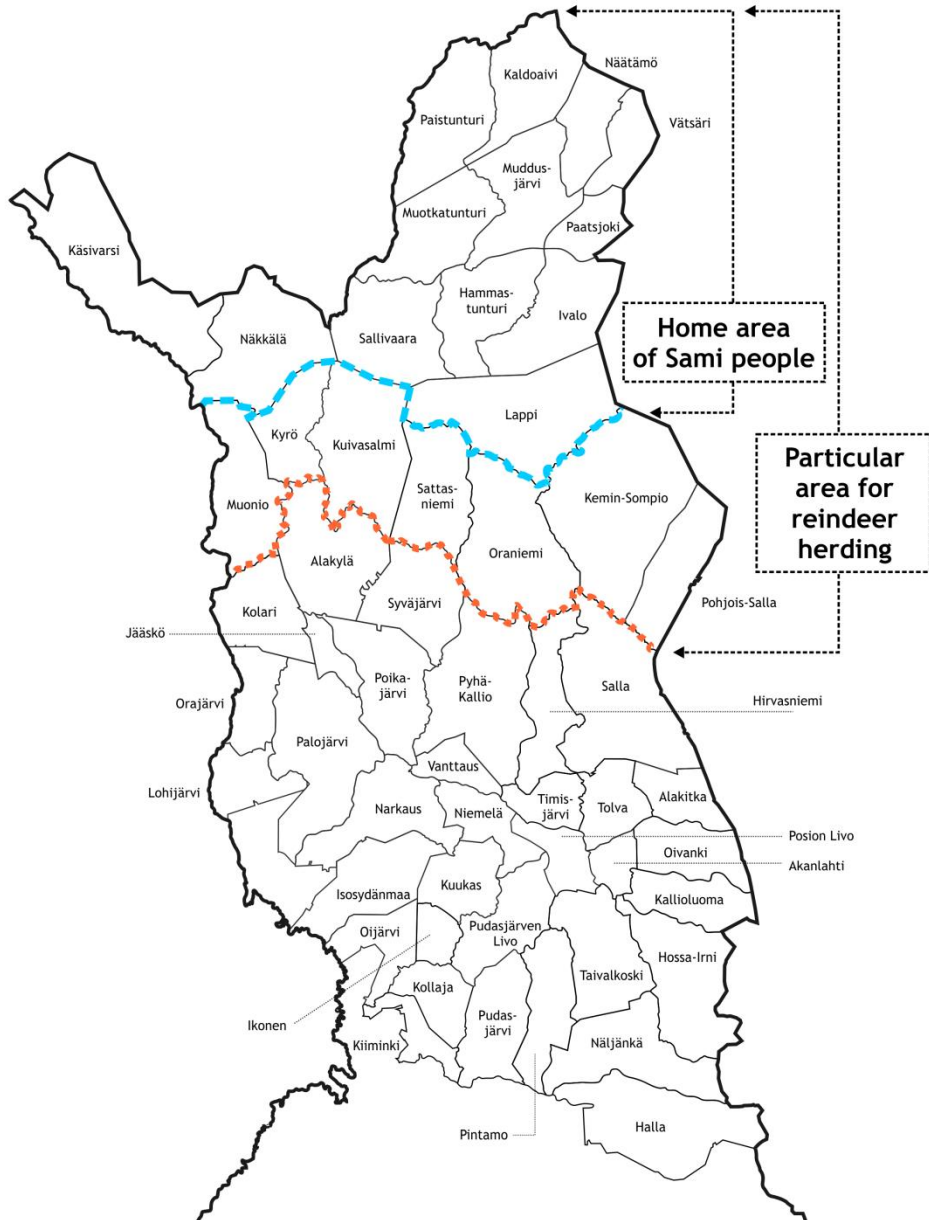 Kaldoaivi
Näätämö
Paistunturi
Vätsäri
Muddus-
järvi
Muotkatunturi
Paatsjoki
Käsivarsi
Hammas-
tunturi
Ivalo
Näkkälä
Sallivaara
Home area
of Sami people
Lappi
Kyrö
Kuivasalmi
Sattas-
niemi
Kemin-Sompio
Muonio
Particular
area for
reindeer
herding
Oraniemi
Alakylä
Syväjärvi
Pohjois-Salla
Kolari
Jääskö
Poika-
järvi
Pyhä-
Kallio
Salla
Hirvasniemi
Orajärvi
Palojärvi
Vanttaus
Lohijärvi
Narkaus
Niemelä
Timis-
järvi
Tolva
Alakitka
Posion Livo
Oivanki
Akanlahti
Isosydänmaa
Kuukas
Kallioluoma
Oijärvi
Pudasjärven
Livo
Hossa-Irni
Taivalkoski
Kollaja
Ikonen
Pudas-
järvi
Kiiminki
Näljänkä
Pintamo
Halla